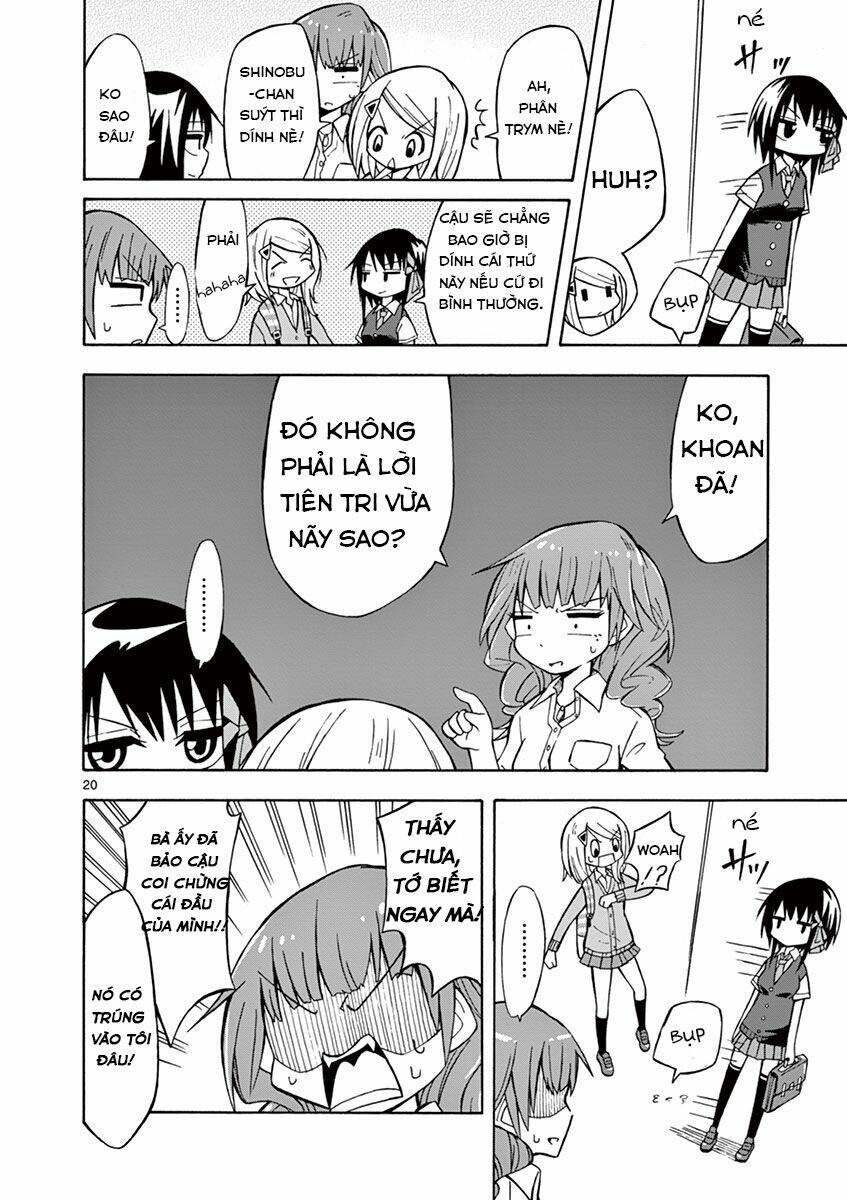 né
HUH?
BỤP
AH,
PHÂN
TRYM NÈ!
SHINOBU
-CHAN
SUÝT THÌ
DÍNH NÈ!
KO
SAO
ĐÂU!
CẬU SẼ CHẲNG
BAO GIỜ BỊ
DÍNH CÁI THỨ
NÀY NẾU CỨ ĐI
BÌNH THƯỜNG.
PHẢI
hahaha
......
KO,
KHOAN
ĐÃ!
ĐÓ KHÔNG
PHẢI LÀ LỜI
TIÊN TRI VỪA
NÃY SAO?
......
20
né
WOAH
!?
BỤP
......
THẤY
CHƯA,
TỚ BIẾT
NGAY MÀ!
BÀ ẤY ĐÃ
BẢO CẬU
COI CHỪNG
CÁI ĐẦU
CỦA MÌNH!!
NÓ CÓ
TRÚNG
VÀO TÔI
ĐÂU!